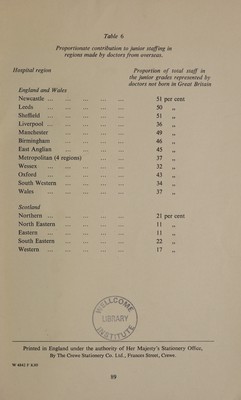 Table 6
Proportionate contribution to junior staffing in
regions made by doctors from overseas.
Hospital region
Proportion of total staff in
the junior grades represented by
doctors not born in Great Britain
England and Wales
Newcastle ... ... ... ... ... 51 per cent
Leeds ... ... ... ... ... 50 „
Sheffield ... ... ... ... ... 51 „
Liverpool ... ... ... ... ... 36 „
Manchester ... ... ... ... 49 „
Birmingham ... ... ... ... 46 „
East Anglian ... ... ... ... 45 „
Metropolitan (4 regions) ... ... 37 „
Wessex ... ... ... ... ... 32 „
Oxford ... ... ... ... ... 43 „
South Western ... ... ... ... 34 „
Wales ... ... ... ... ... 37 „
Scotland
Northern ... ... ... ... ... 21 per cent
North Eastern ... ... ... ... 11 „
Eastern ... ... ... ... ... 11 „
South Eastern ... ... ... ... 22 „
Western ... ... ... ... ... 17 „
WELLCOME
LIBRARY
INSTITUTE
Printed in England under the authority of Her Majesty's Stationery Office,
By The Crewe Stationery Co. Ltd., Frances Street, Crewe.
88